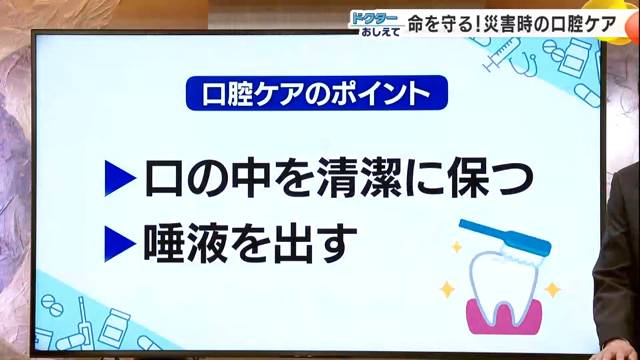 ドクター
おしえて
命を守る!災害時の口腔ケア
口腔ケアのポイント
▶口の中を清潔に保つ
▶唾液を出す